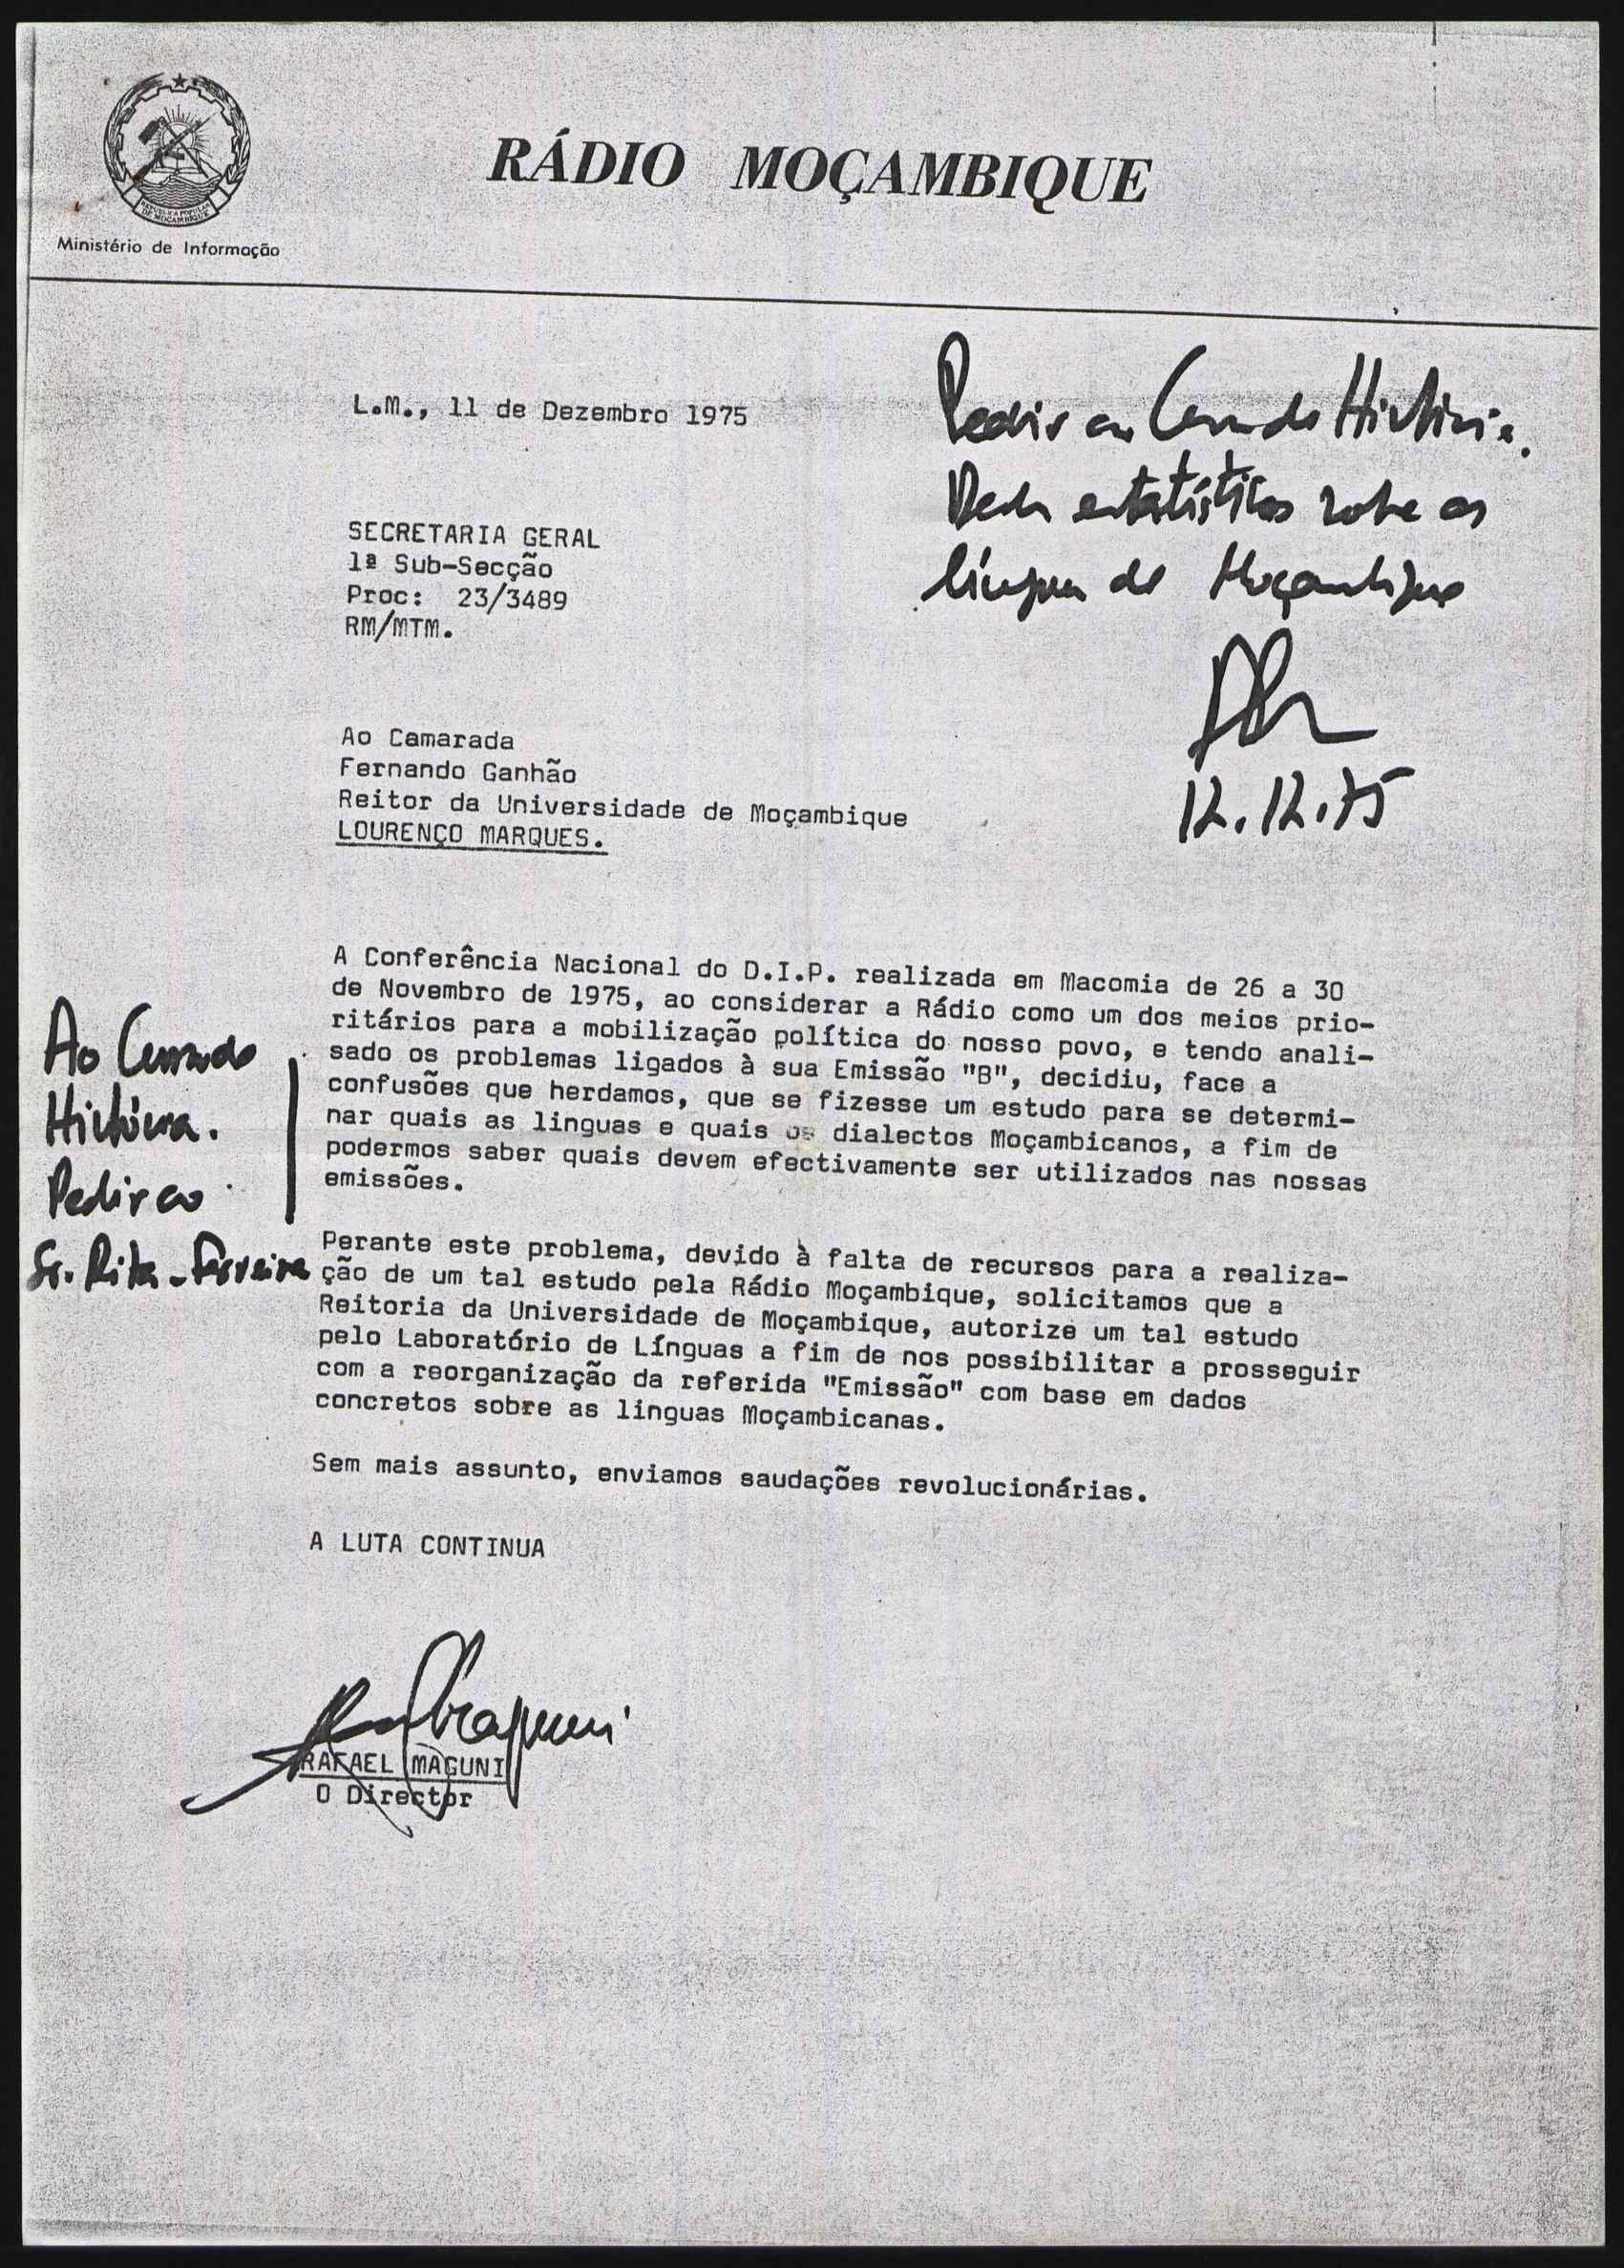 REPÚBLICA POPULAR
DE MOÇAMBIQUE
Ministério de Informação
RÁDIO MOÇAMBIQUE
L.M., 11 de Dezembro 1975
Pedir ao
estatísticos sobre as
línguas de Moçambique
12.12.75
SECRETARIA GERAL
1ª Sub-Secção
Proc: 23/3489
RM/MTM.
Ao Camarada
Fernando Ganhão
Reitor da Universidade de Moçambique
LOURENÇO MARQUES.
A Conferência Nacional do D.I.P. realizada em Macomia de 26 a 30
de Novembro de 1975, ao considerar a Rádio como um dos meios prio-
ritários para a mobilização política do nosso povo, e tendo anali-
sado os problemas ligados à sua Emissão "B", decidiu, face a
confusões que herdamos, que se fizesse um estudo para se determi-
nar quais as linguas e quais os dialectos Moçambicanos, a fim de
podermos saber quais devem efectivamente ser utilizados nas nossas
emissões.
Ao
Pedir ao
Sr. Rita-Ferreira
Perante este problema, devido à falta de recursos para a realiza-
ção de um tal estudo pela Rádio Moçambique, solicitamos que a
Reitoria da Universidade de Moçambique, autorize um tal estudo
pelo Laboratório de Línguas a fim de nos possibilitar a prosseguir
com a reorganização da referida "Emissão" com base em dados
concretos sobre as linguas Moçambicanas.
Sem mais assunto, enviamos saudações revolucionárias.
A LUTA CONTINUA
RAFAEL MAGUNI
O Director